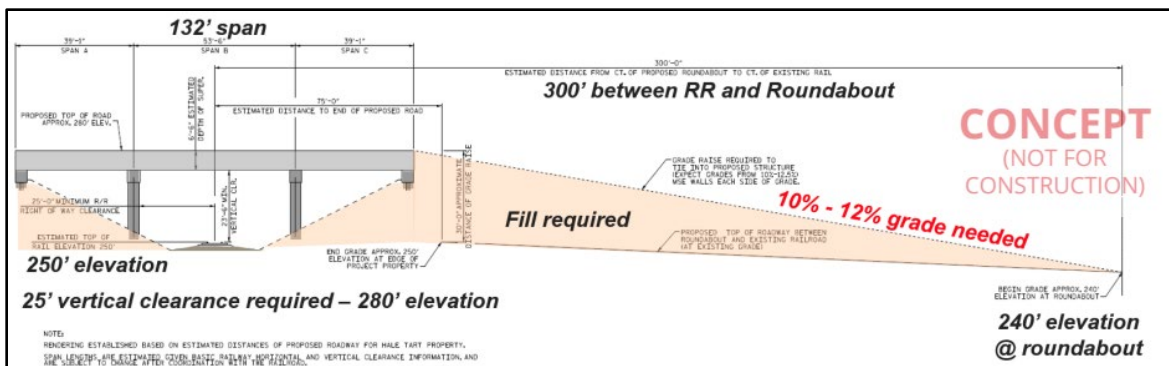 132' span
39'-1"
SPAN A
53'-6"
SPAN B
39'-1"
SPAN C
300'-0"
ESTIMATED DISTANCE FROM CT. OF PROPOSED ROUNDABOUT TO CT. OF EXISTING RAIL
300' between RR and Roundabout
75'-0"
ESTIMATED DISTANCE TO END OF PROPOSED ROAD
PROPOSED TOP OF ROAD
APPROX. 280' ELEV.
6'-6" ESTIMATED
DEPTH OF SUPER.
CONCEPT
(NOT FOR
CONSTRUCTION)
GRADE RAISE REQUIRED TO
TIE INTO PROPOSED STRUCTURE
(EXPECT GRADES FROM 10%-12.5%)
MSE WALLS EACH SIDE OF GRADE.
10% - 12% grade needed
25'-0" MINIMUM R/R
RIGHT OF WAY CLEARANCE
23'-6" MIN.
VERTICAL CLR.
30'-0" APPROXIMATE
DISTANCE OF GRADE RAISE
Fill required
PROPOSED TOP OF ROADWAY BETWEEN
ROUNDABOUT AND EXISTING RAILROAD
(AT EXISTING GRADE)
ESTIMATED TOP OF
RAIL ELEVATION 250'
250' elevation
END GRADE APPROX. 250'
ELEVATION AT EDGE OF
PROJECT PROPERTY
25' vertical clearance required – 280' elevation
BEGIN GRADE APPROX. 240'
ELEVATION AT ROUNDABOUT
240' elevation
@ roundabout
NOTE:
RENDERING ESTABLISHED BASED ON ESTIMATED DISTANCES OF PROPOSED ROADWAY FOR HALE TART PROPERTY.
SPAN LENGTHS ARE ESTIMATED GIVEN BASIC RAILWAY HORIZONTAL AND VERTICAL CLEARANCE INFORMATION, AND
ARE SUBJECT TO CHANGE AFTER COORDINATION WITH THE RAILROAD.